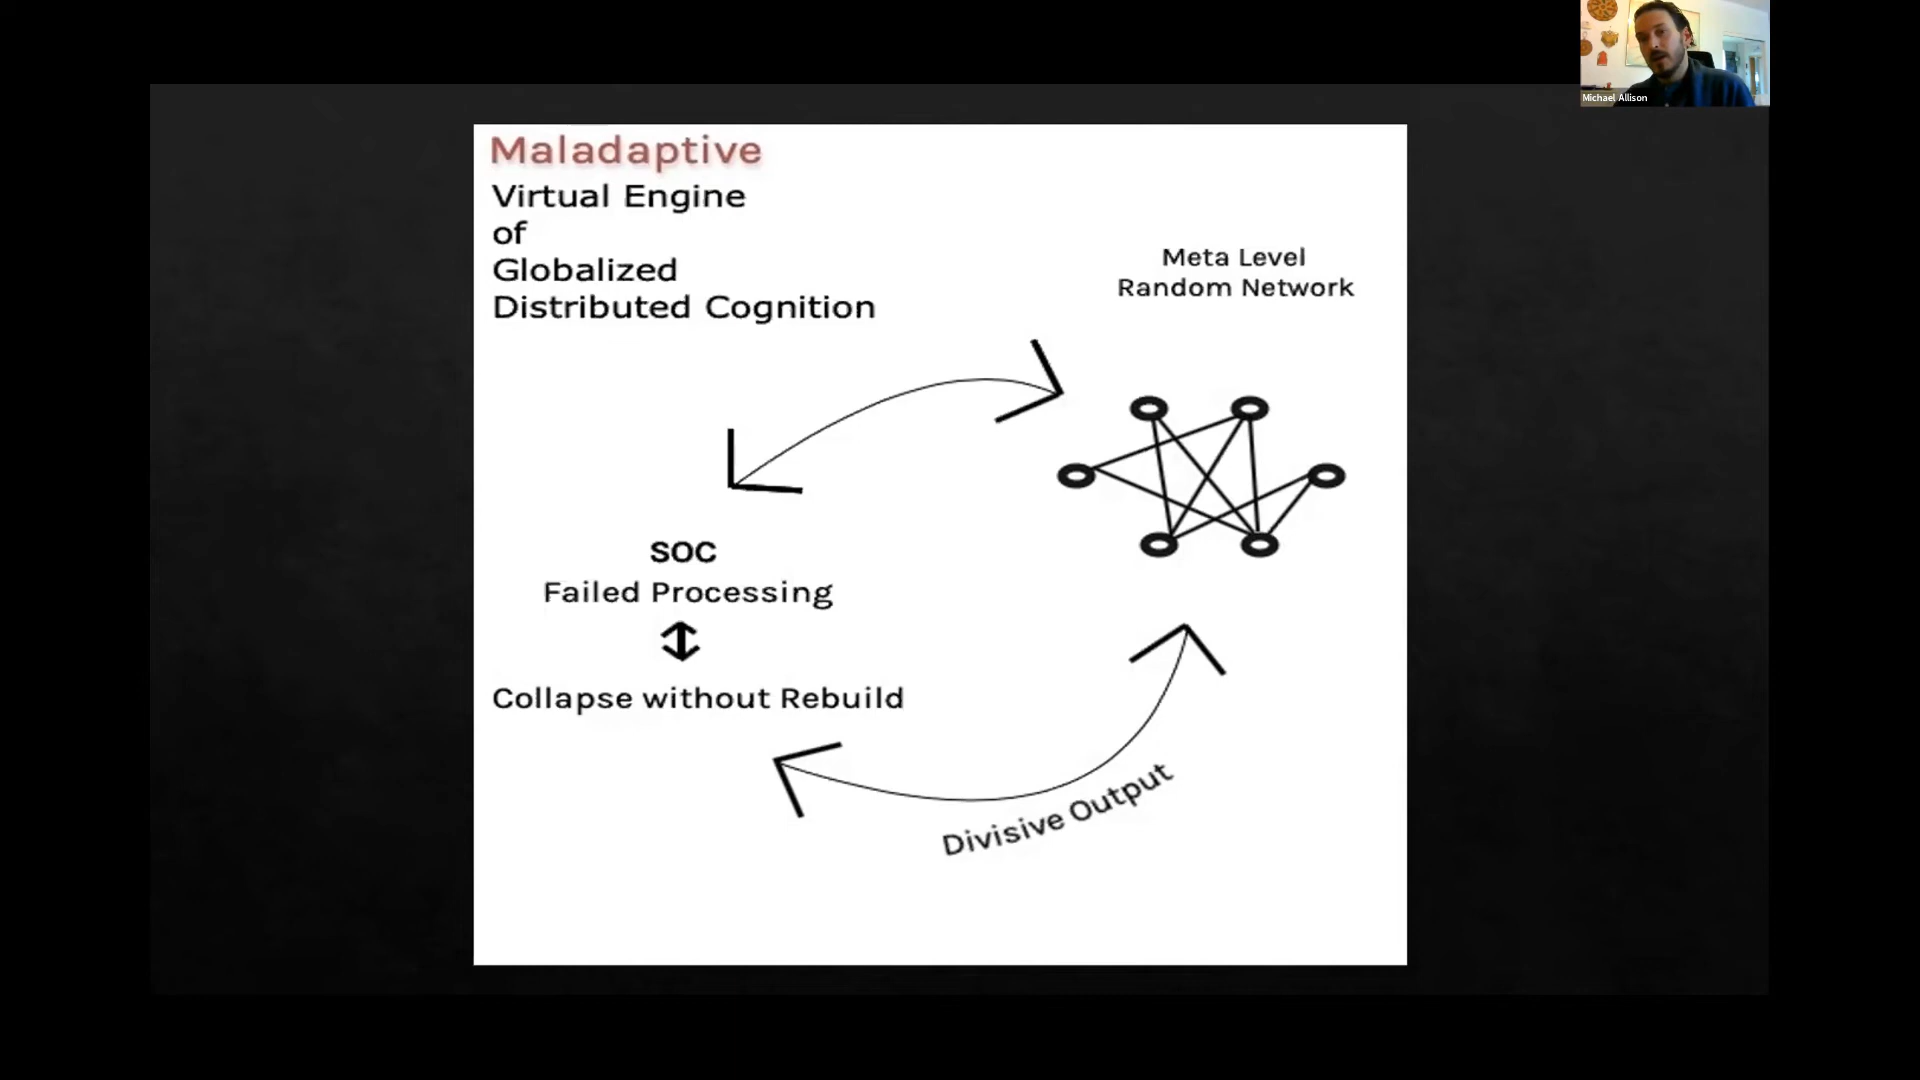 Michael Allison
Maladaptive
Virtual Engine
of
Globalized
Distributed Cognition
Meta Level
Random Network
SOC
Failed Processing
Collapse without Rebuild
Divisive Output